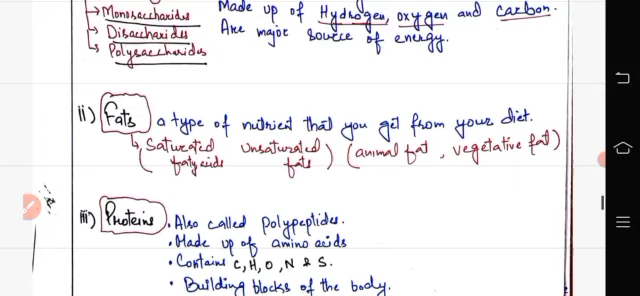 → Monosaccharides
Made up of Hydrogen, oxygen and carbon.
→ Disaccharides
Are major source of energy.
→ Polysaccharides
ii) Fats a type of nutrient that you get from your diet.
↳ (Saturated fatty acids Unsaturated fats) (animal fat, vegetative fat)
iii) Proteins • Also called polypeptides.
• Made up of amino acids
• Contains C, H, O, N & S.
• Building blocks of the body.